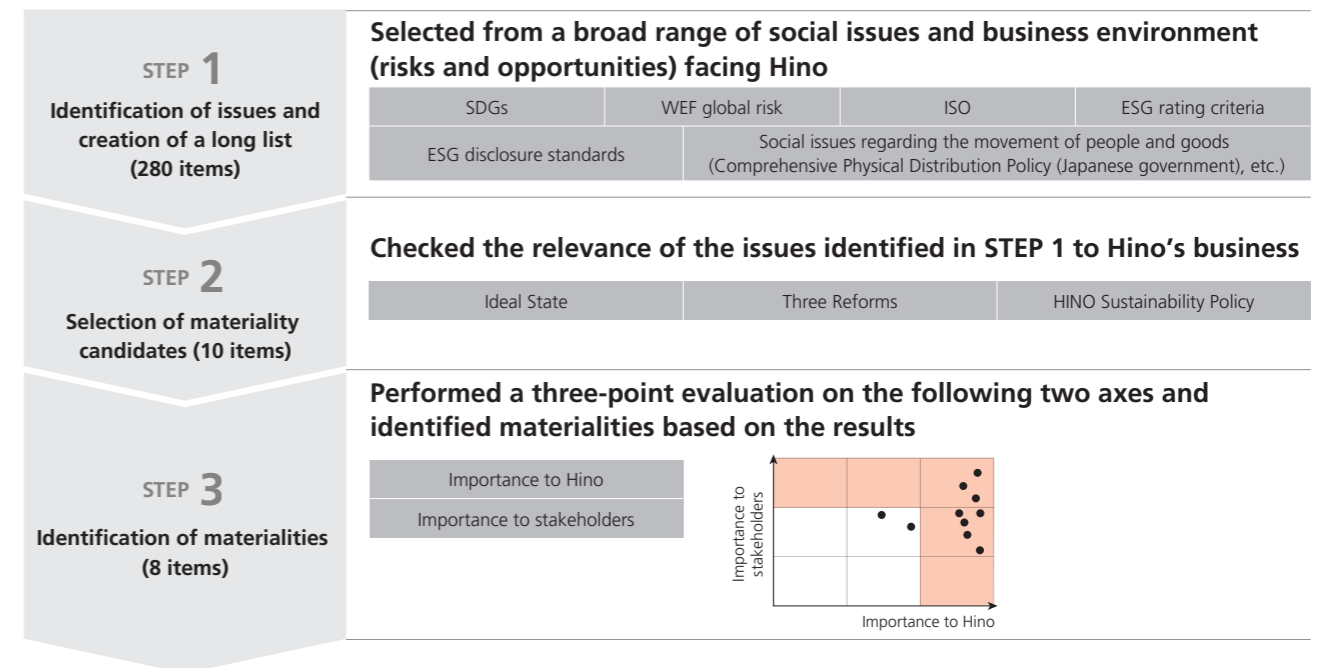 STEP 1
Identification of issues and
creation of a long list
(280 items)
Selected from a broad range of social issues and business environment
(risks and opportunities) facing Hino
SDGs
WEF global risk
ISO
ESG rating criteria
ESG disclosure standards
Social issues regarding the movement of people and goods
(Comprehensive Physical Distribution Policy (Japanese government), etc.)
STEP 2
Selection of materiality
candidates (10 items)
Checked the relevance of the issues identified in STEP 1 to Hino’s business
Ideal State
Three Reforms
HINO Sustainability Policy
STEP 3
Identification of materialities
(8 items)
Performed a three-point evaluation on the following two axes and
identified materialities based on the results
Importance to Hino
Importance to stakeholders
Importance to
stakeholders
Importance to Hino